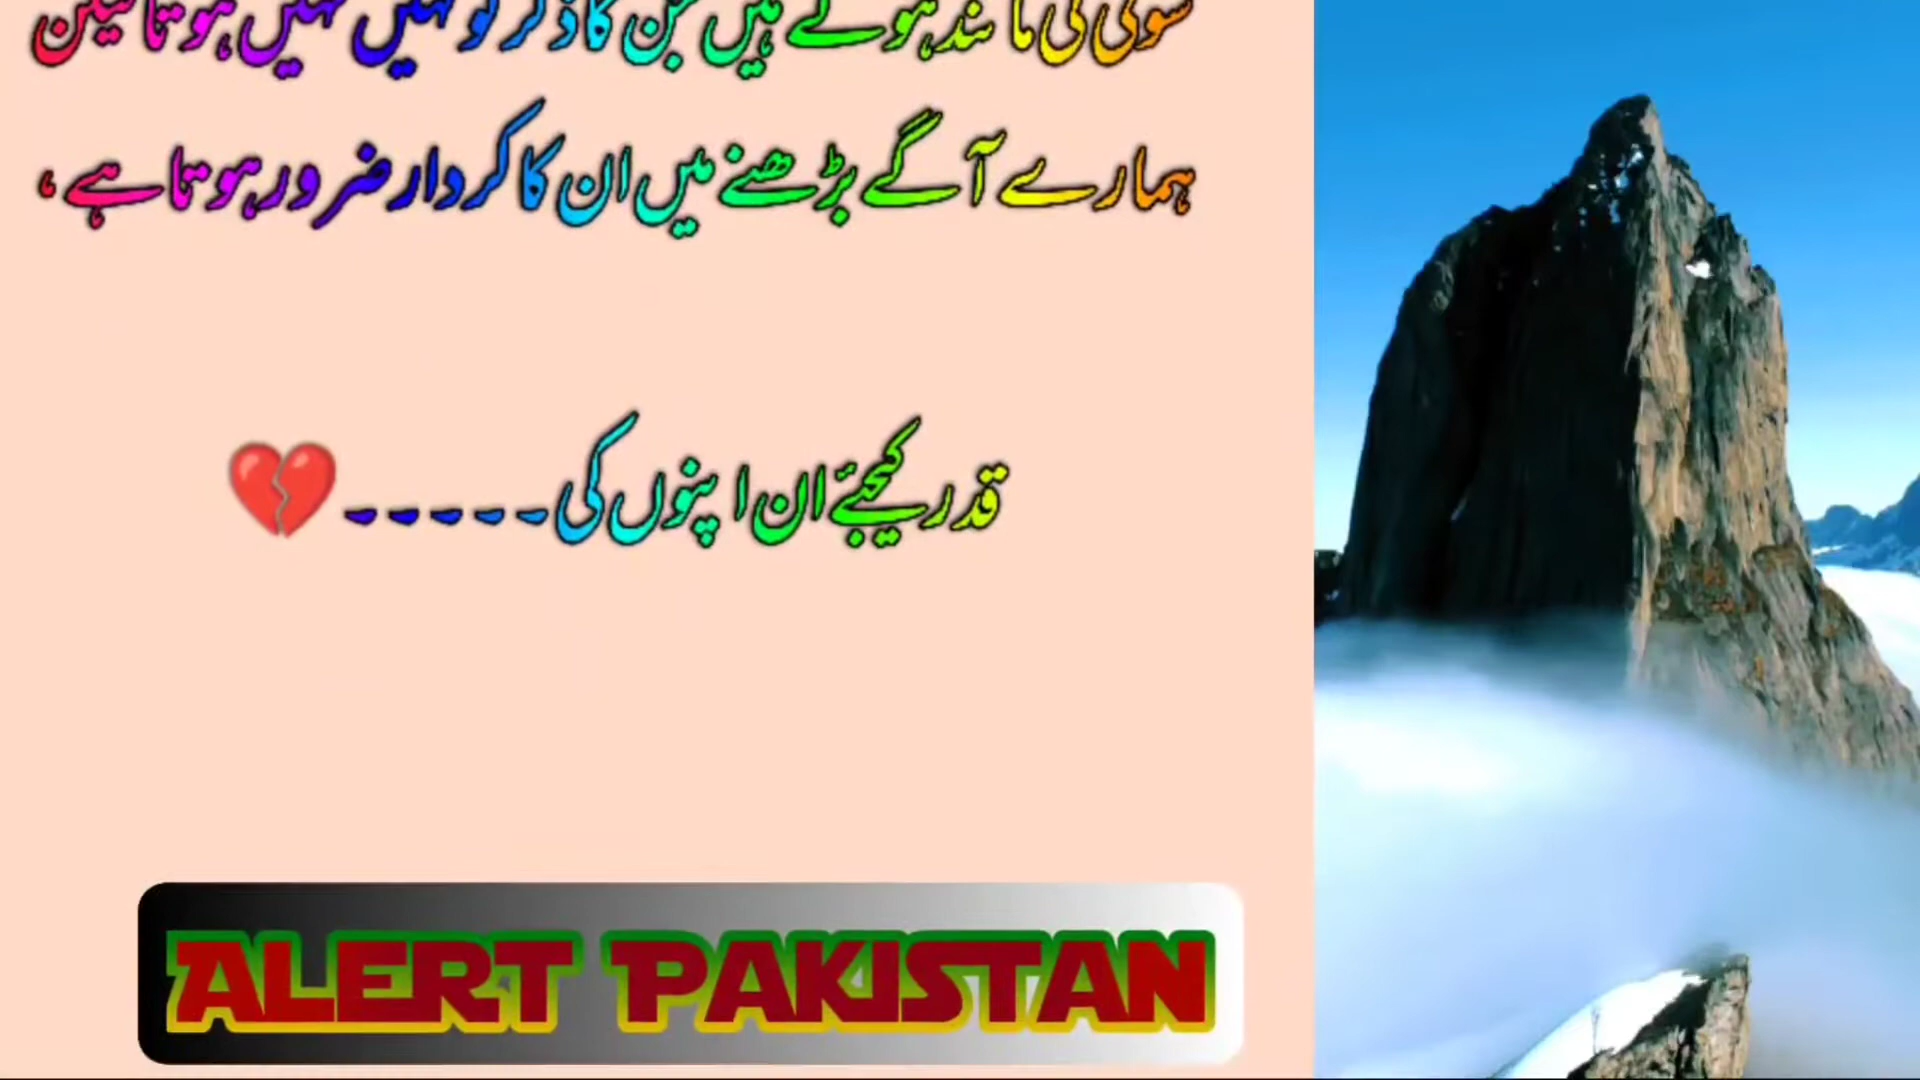 سوئی کی مانند ہوتے ہیں جن کا ذکر تو کہیں نہیں ہوتا لیکن
ہمارے آگے بڑھنے میں ان کا کردار ضرور ہوتا ہے ،
قدر کیجئے ان اپنوں کی ۔۔۔۔۔ 💔
ALERT PAKISTAN